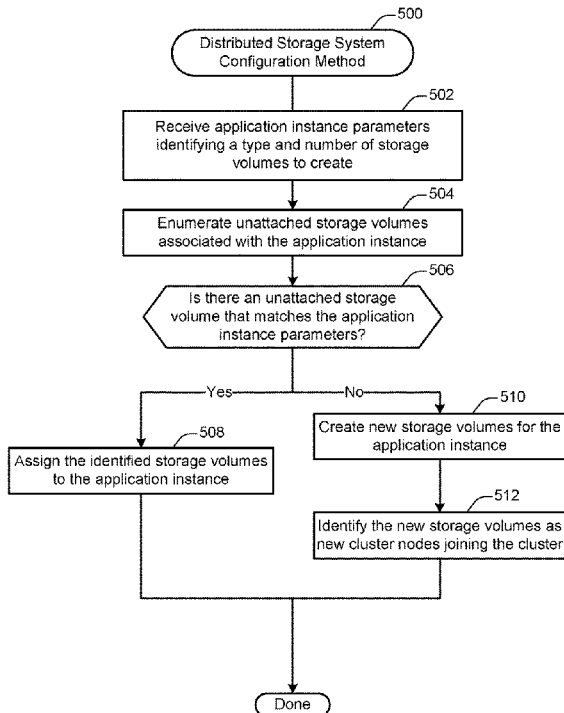 500
Distributed Storage System
Configuration Method
502
Receive application instance parameters
identifying a type and number of storage
volumes to create
504
Enumerate unattached storage volumes
associated with the application instance
506
Is there an unattached storage
volume that matches the application
instance parameters?
Yes
No
508
Assign the identified storage volumes
to the application instance
510
Create new storage volumes for the
application instance
512
Identify the new storage volumes as
new cluster nodes joining the cluster
Done